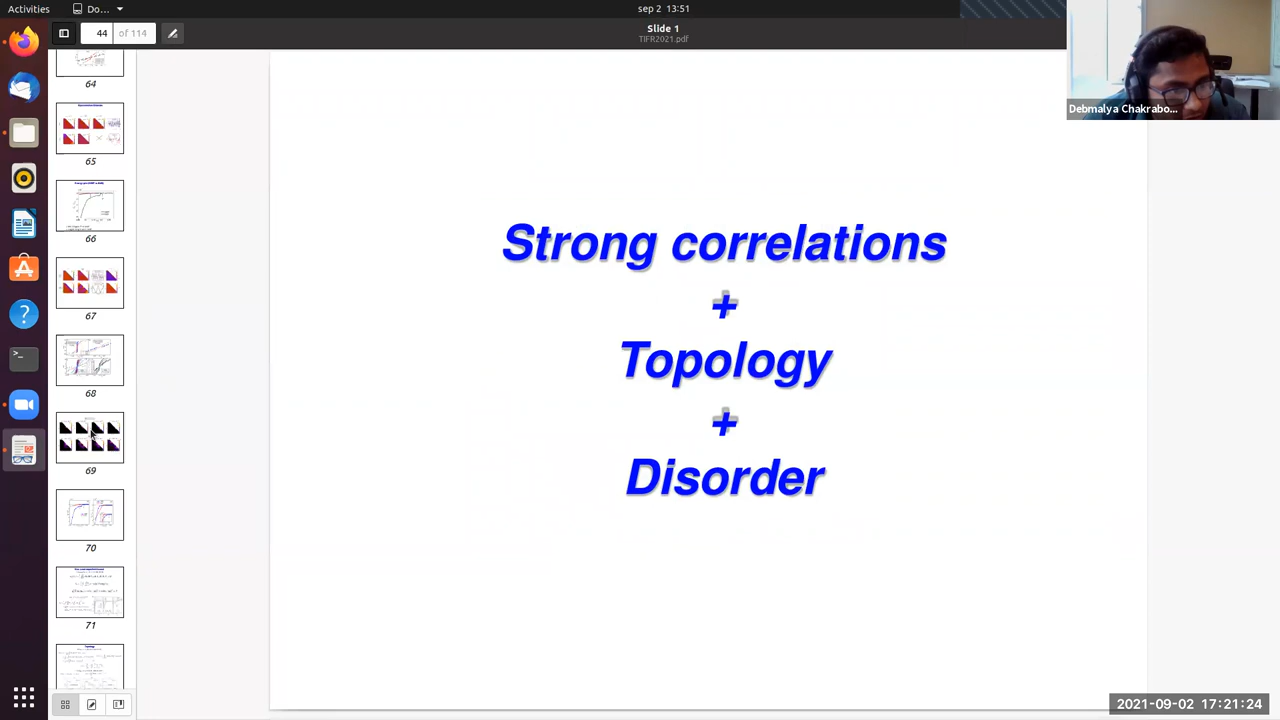 Activities
Do...
sep 2 13:51
44
of 114
Slide 1
TIFR2021.pdf
Debmalya Chakrabo...
64
65
66
67
68
69
70
71
Topology
Strong correlations
+
Topology
+
Disorder
2021-09-02 17:21:24